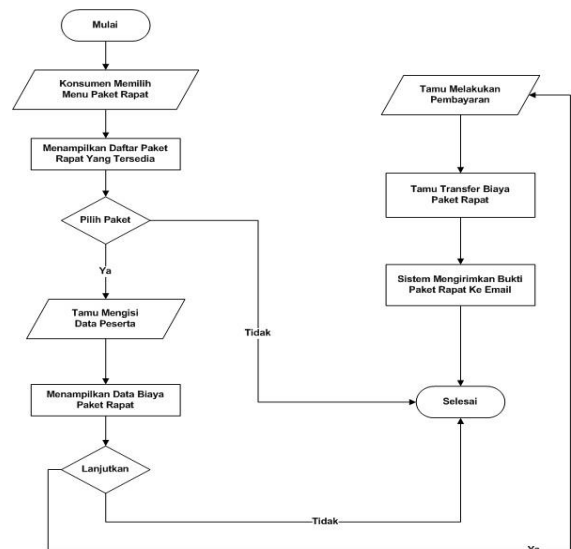 Mulai
Konsumen Memilih
Menu Paket Rapat
Menampilkan Daftar Paket
Rapat Yang Tersedia
Pilih Paket
Ya
Tamu Mengisi
Data Peserta
Tidak
Menampilkan Data Biaya
Paket Rapat
Lanjutkan
Tidak
Ya
Tamu Melakukan
Pembayaran
Tamu Transfer Biaya
Paket Rapat
Sistem Mengirimkan Bukti
Paket Rapat Ke Email
Selesai